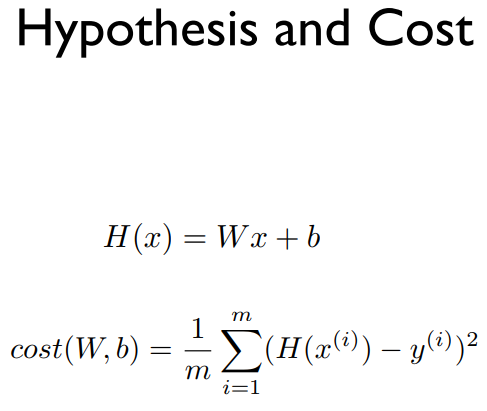 Hypothesis and Cost
H(x) = Wx + b
cost(W, b) = \frac{1}{m} \sum_{i=1}^{m} (H(x^{(i)}) - y^{(i)})^2